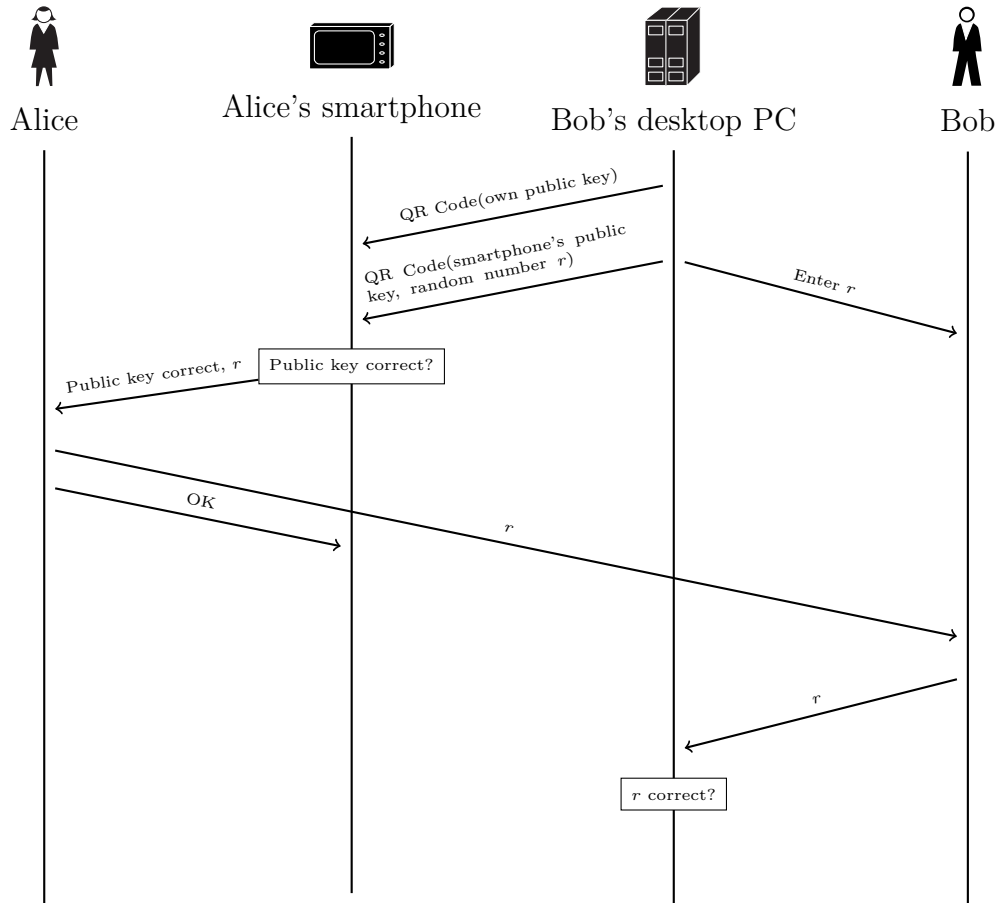 Alice
Alice's smartphone
Bob's desktop PC
Bob
QR Code(own public key)
QR Code(smartphone's public
key, random number r)
Enter r
Public key correct?
Public key correct, r
OK
r
r
r correct?